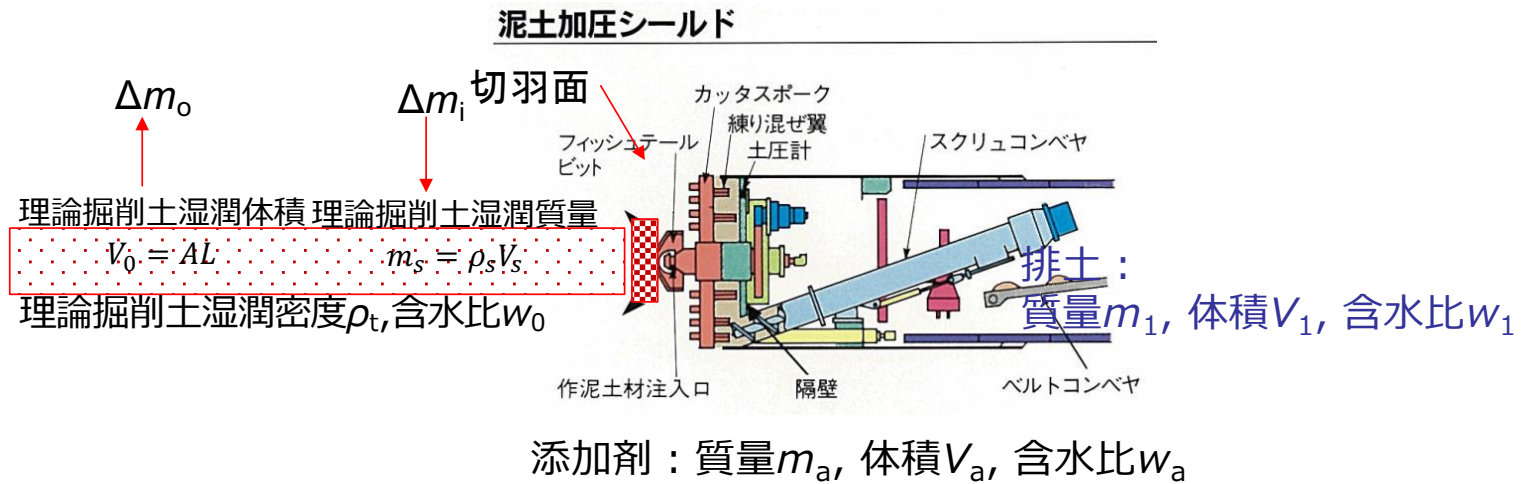 泥土加圧シールド
Δmₒ
Δmᵢ
切羽面
カッタスポーク
練り混ぜ翼
土圧計
フィッシュテール
ビット
スクリュコンベヤ
理論掘削土湿潤体積
理論掘削土湿潤質量
V₀ = AL
mₛ = ρₛVₛ
理論掘削土湿潤密度ρₜ,含水比w₀
排土：
質量m₁, 体積V₁, 含水比w₁
作泥土材注入口
隔壁
ベルトコンベヤ
添加剤：質量mₐ, 体積Vₐ, 含水比wₐ